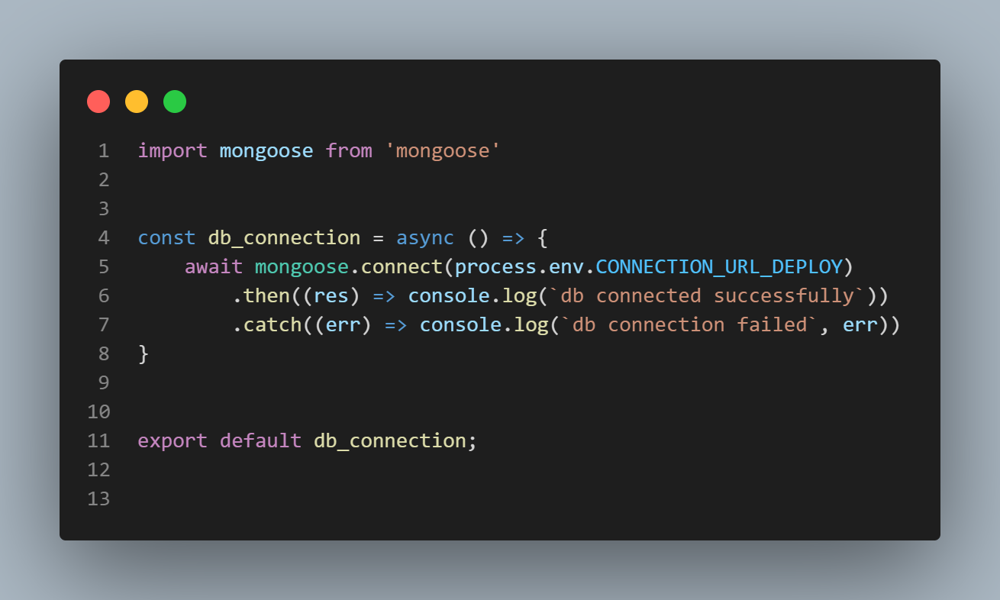 1 import mongoose from 'mongoose'
2
3
4 const db_connection = async () => {
5     await mongoose.connect(process.env.CONNECTION_URL_DEPLOY)
6         .then((res) => console.log(`db connected successfully`))
7         .catch((err) => console.log(`db connection failed`, err))
8 }
9
10
11 export default db_connection;
12
13